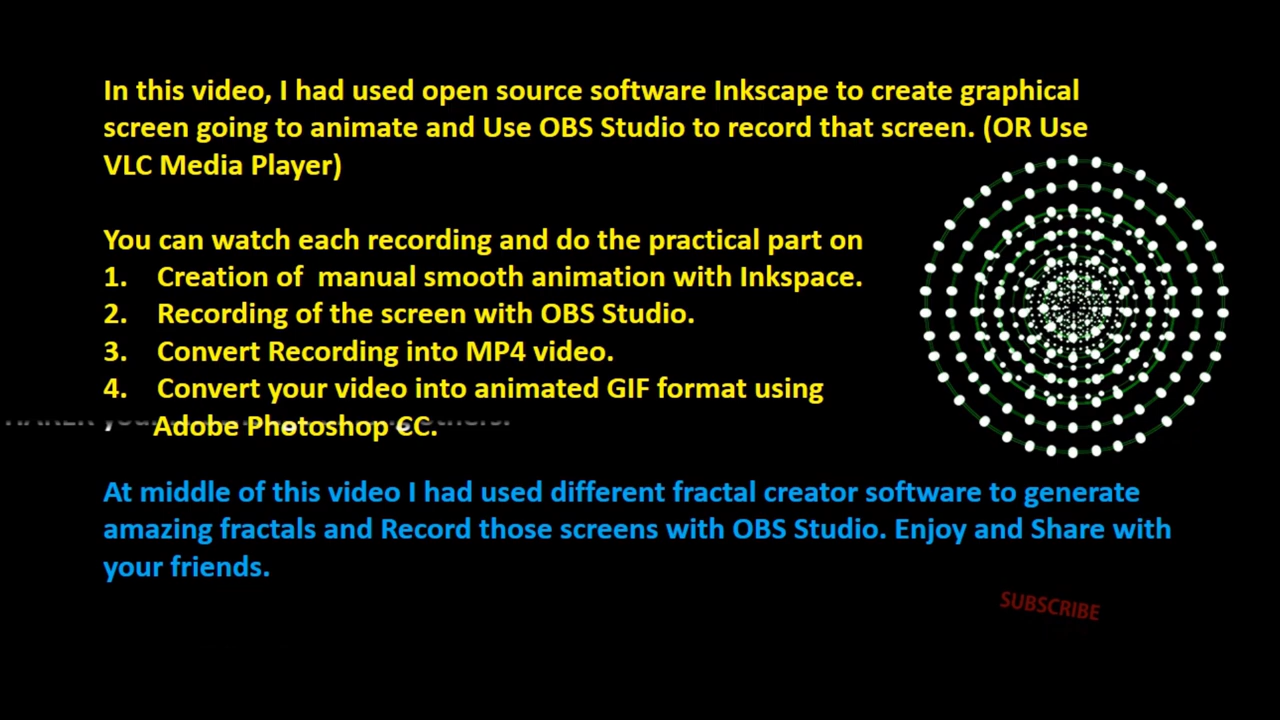 In this video, I had used open source software Inkscape to create graphical
screen going to animate and Use OBS Studio to record that screen. (OR Use
VLC Media Player)
You can watch each recording and do the practical part on
1. Creation of  manual smooth animation with Inkspace.
2. Recording of the screen with OBS Studio.
3. Convert Recording into MP4 video.
4. Convert your video into animated GIF format using
Adobe Photoshop CC.
At middle of this video I had used different fractal creator software to generate
amazing fractals and Record those screens with OBS Studio. Enjoy and Share with
your friends.
SUBSCRIBE